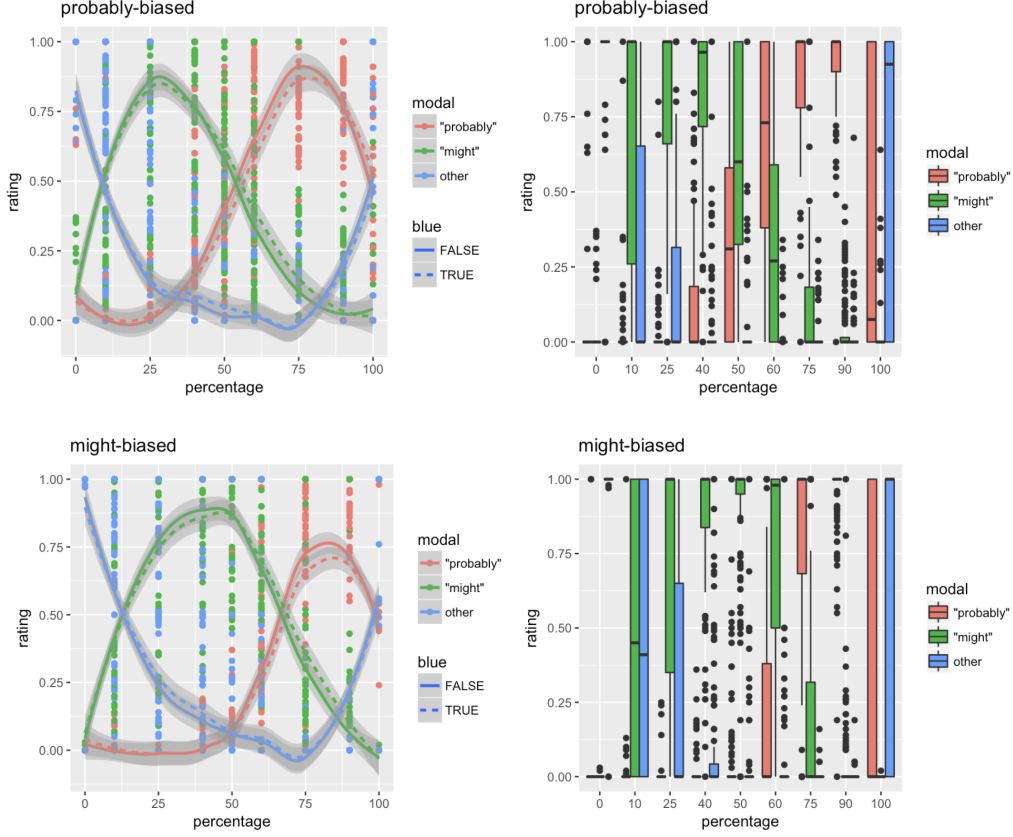 probably-biased
1.00
0.75
0.50
0.25
0.00
rating
0 25 50 75 100
percentage
modal
"probably"
"might"
other
blue
FALSE
TRUE
probably-biased
1.00
0.75
0.50
0.25
0.00
rating
0 10 25 40 50 60 75 90 100
percentage
modal
"probably"
"might"
other
might-biased
1.00
0.75
0.50
0.25
0.00
rating
0 25 50 75 100
percentage
modal
"probably"
"might"
other
blue
FALSE
TRUE
might-biased
1.00
0.75
0.50
0.25
0.00
rating
0 10 25 40 50 60 75 90 100
percentage
modal
"probably"
"might"
other